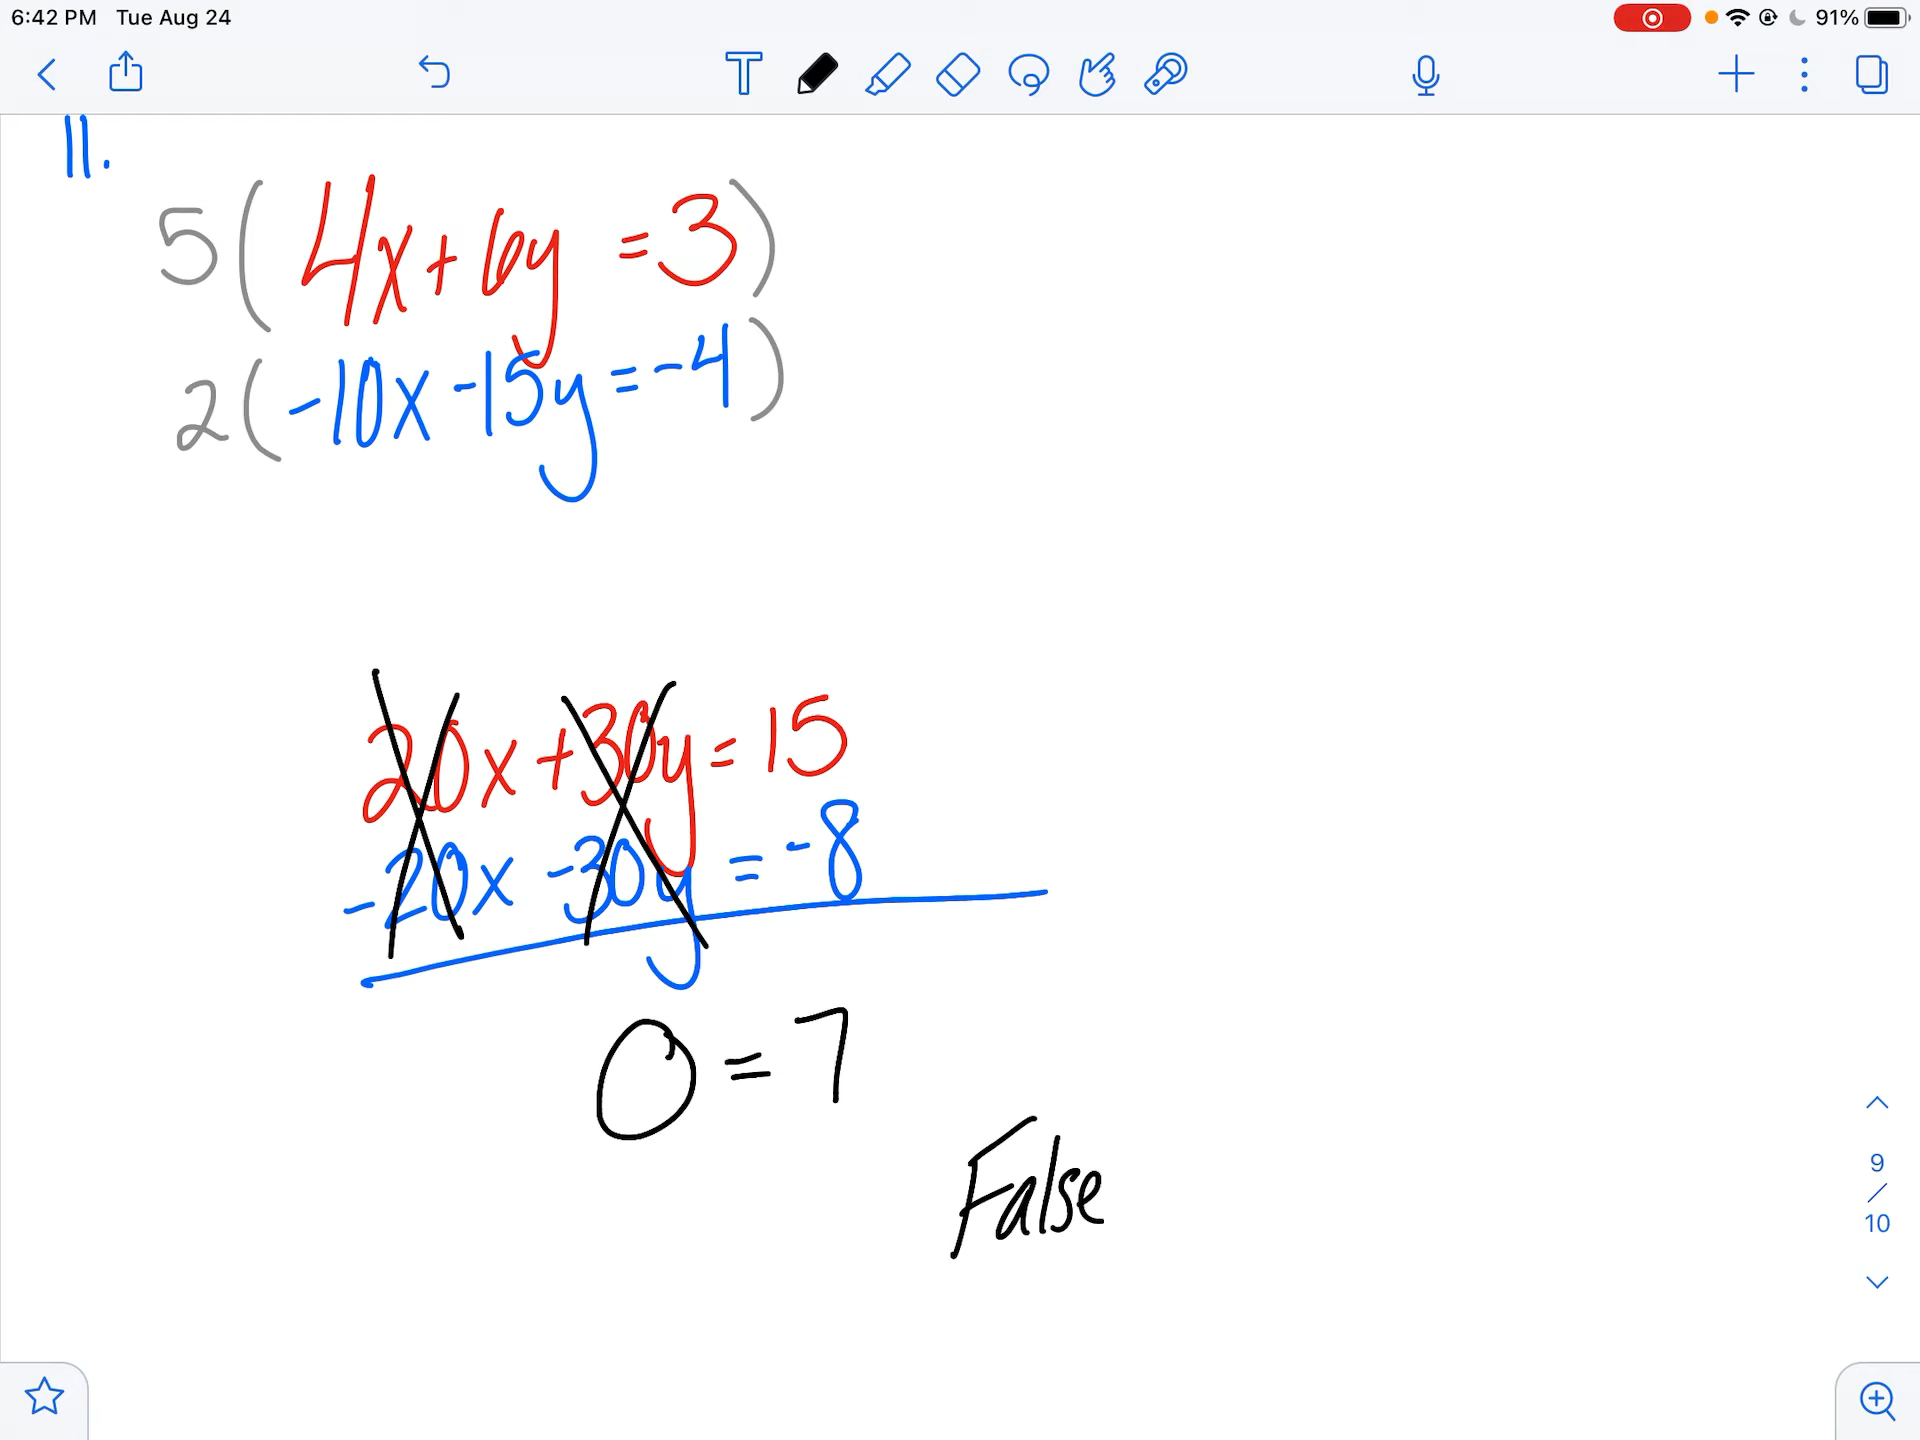 6:42 PM Tue Aug 24
91%
T
11.
5(4x+6y=3)
2(-10x-15y=-4)
20x+30y=15
-20x-30y=-8
0=7
False
9
/
10